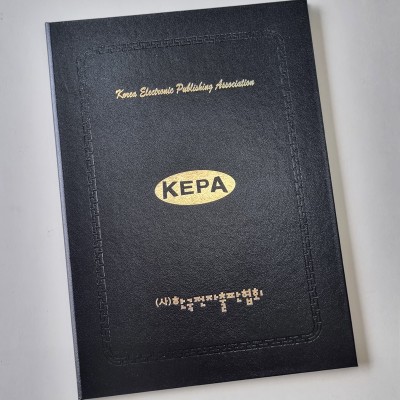 Korea Electronic Publishing Association
KEPA
(사)한국전자출판협회